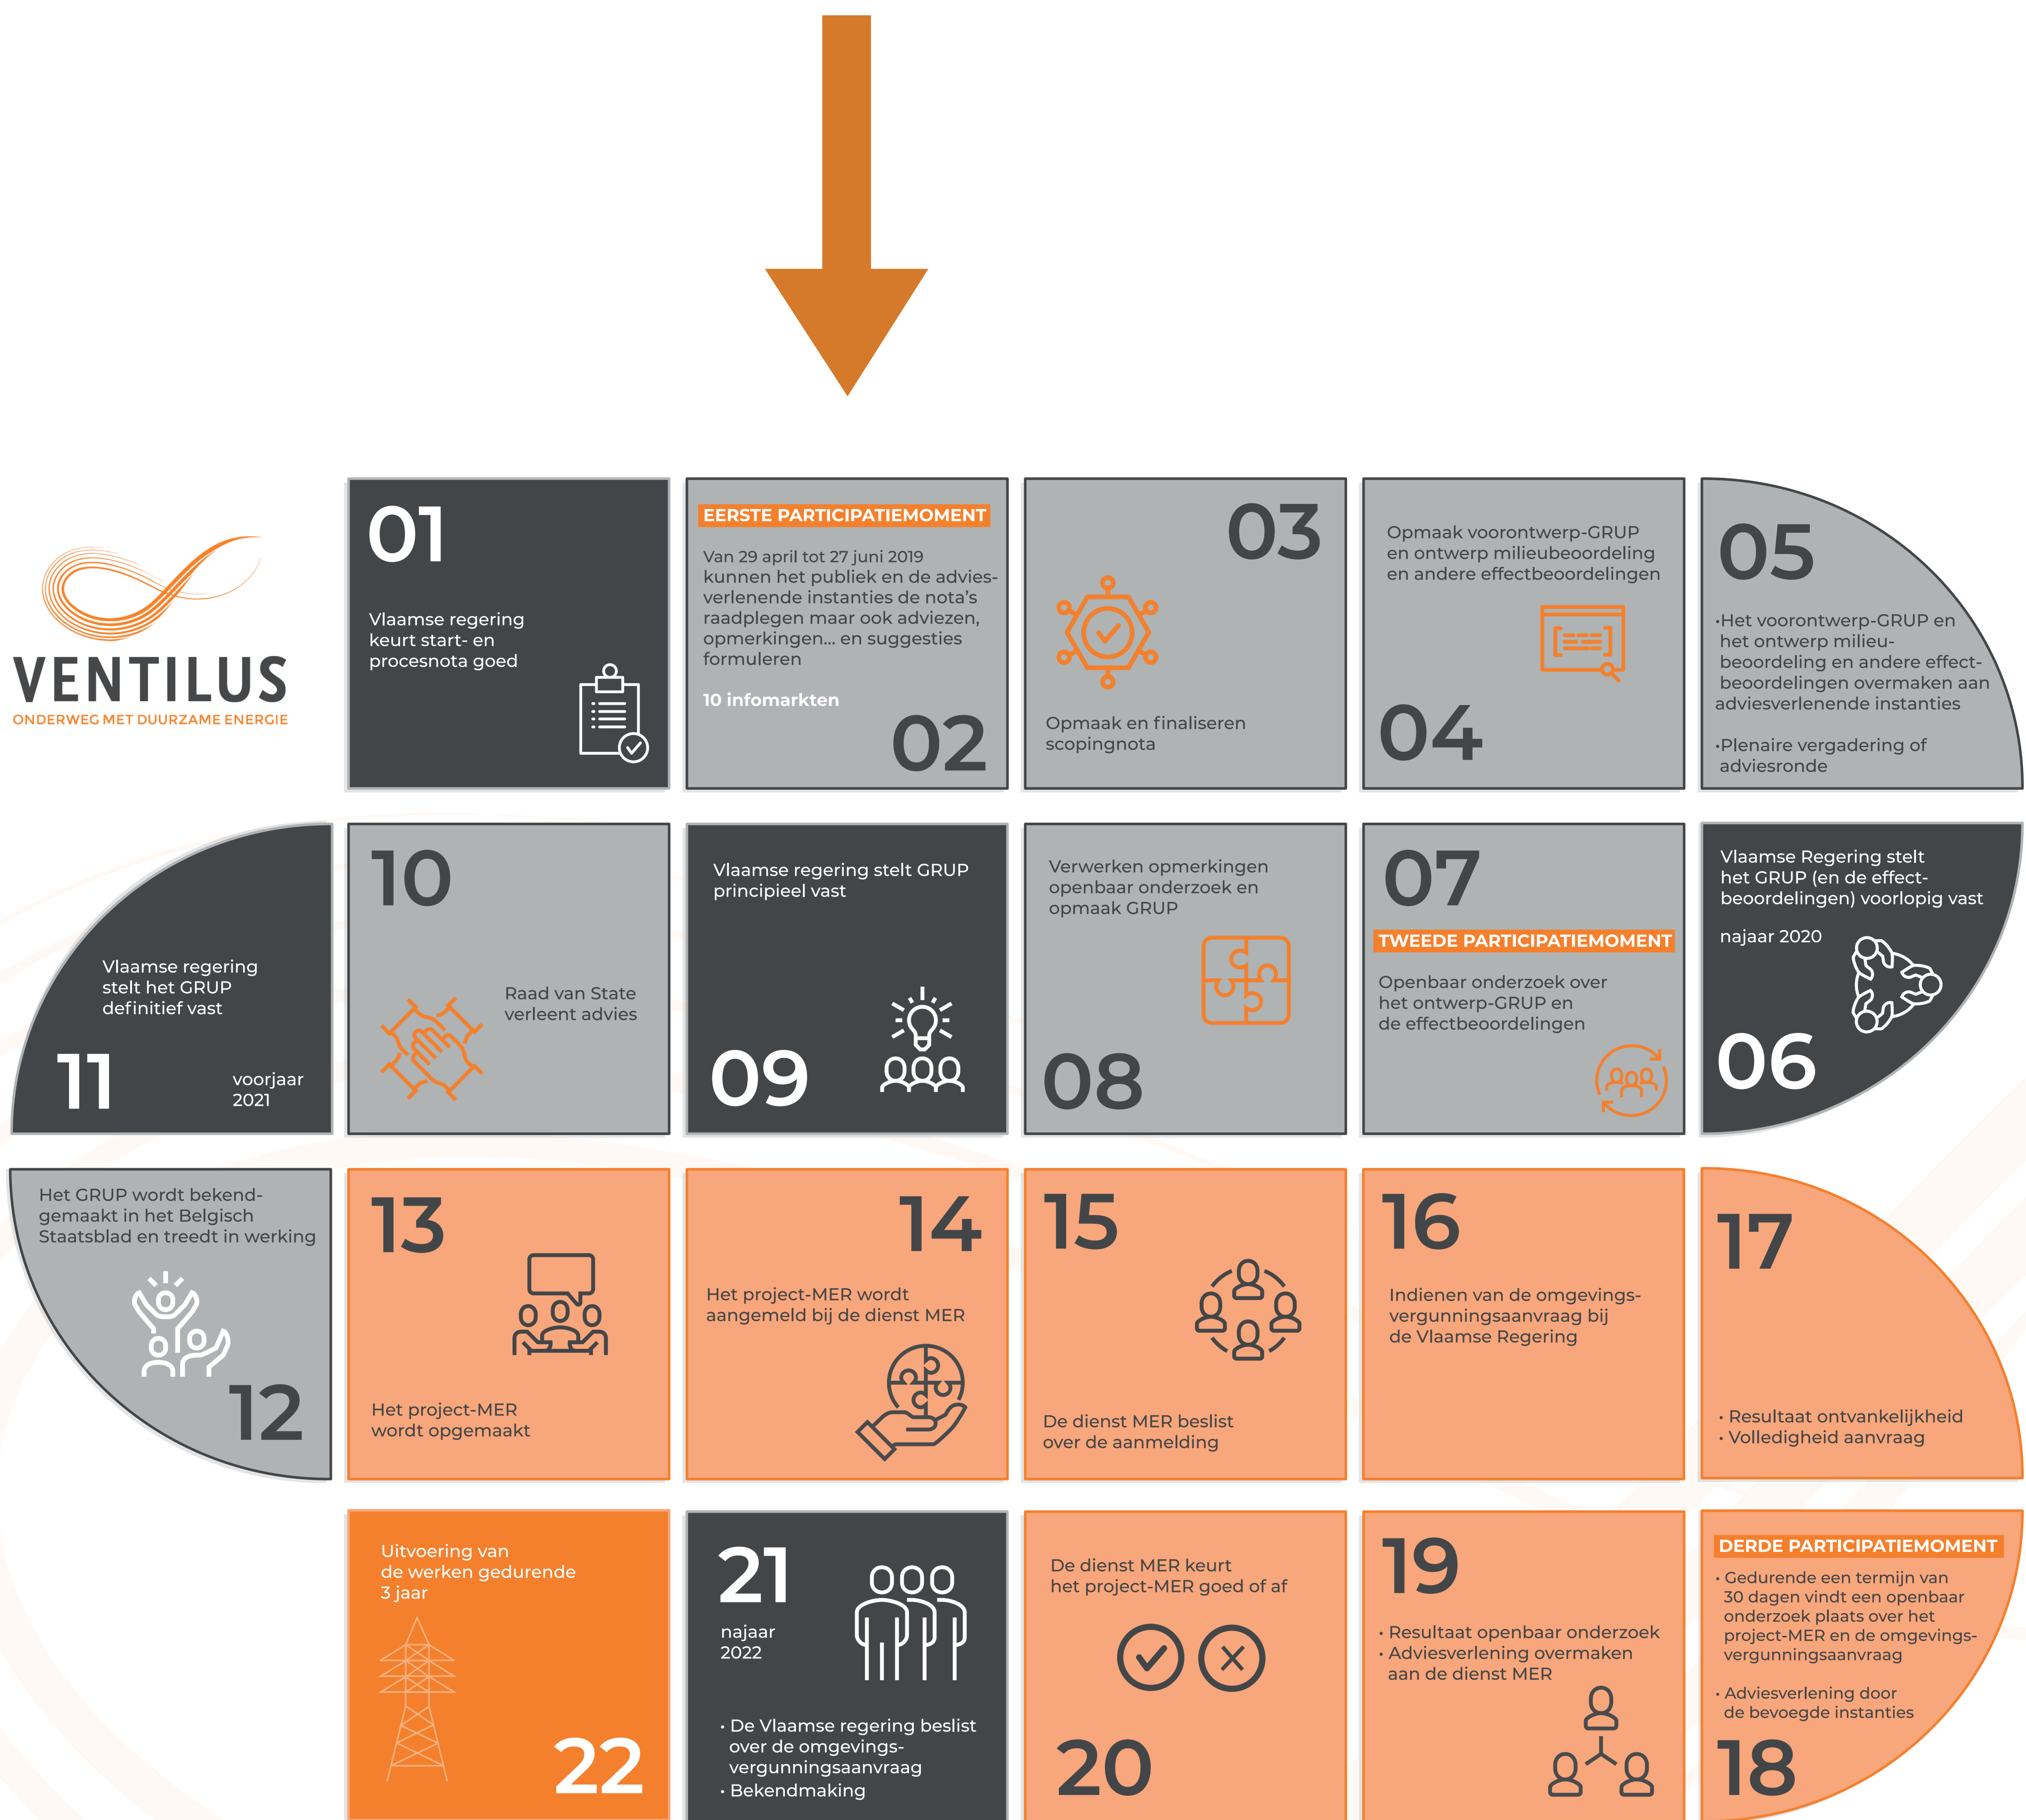 VENTILUS
ONDERWEG MET DUURZAME ENERGIE
01
Vlaamse regering
keurt start- en
procesnota goed
EERSTE PARTICIPATIEMOMENT
Van 29 april tot 27 juni 2019
kunnen het publiek en de advies-
verlenende instanties de nota's
raadplegen maar ook adviezen,
opmerkingen... en suggesties
formuleren
10 infomarkten
02
03
Opmaak en finaliseren
scopingnota
Opmaak voorontwerp-GRUP
en ontwerp milieubeoordeling
en andere effectbeoordelingen
04
05
•Het voorontwerp-GRUP en
het ontwerp milieu-
beoordeling en andere effect-
beoordelingen overmaken aan
adviesverlenende instanties
•Plenaire vergadering of
adviesronde
Vlaamse Regering stelt
het GRUP (en de effect-
beoordelingen) voorlopig vast
najaar 2020
06
07
TWEEDE PARTICIPATIEMOMENT
Openbaar onderzoek over
het ontwerp-GRUP en
de effectbeoordelingen
Verwerken opmerkingen
openbaar onderzoek en
opmaak GRUP
08
Vlaamse regering stelt GRUP
principieel vast
09
10
Raad van State
verleent advies
Vlaamse regering
stelt het GRUP
definitief vast
11
voorjaar
2021
Het GRUP wordt bekend-
gemaakt in het Belgisch
Staatsblad en treedt in werking
12
13
Het project-MER
wordt opgemaakt
14
Het project-MER wordt
aangemeld bij de dienst MER
15
De dienst MER beslist
over de aanmelding
16
Indienen van de omgevings-
vergunningsaanvraag bij
de Vlaamse Regering
17
• Resultaat ontvankelijkheid
• Volledigheid aanvraag
DERDE PARTICIPATIEMOMENT
• Gedurende een termijn van
30 dagen vindt een openbaar
onderzoek plaats over het
project-MER en de omgevings-
vergunningsaanvraag
• Adviesverlening door
de bevoegde instanties
18
19
• Resultaat openbaar onderzoek
• Adviesverlening overmaken
aan de dienst MER
De dienst MER keurt
het project-MER goed of af
20
21
najaar
2022
• De Vlaamse regering beslist
over de omgevings-
vergunningsaanvraag
• Bekendmaking
Uitvoering van
de werken gedurende
3 jaar
22